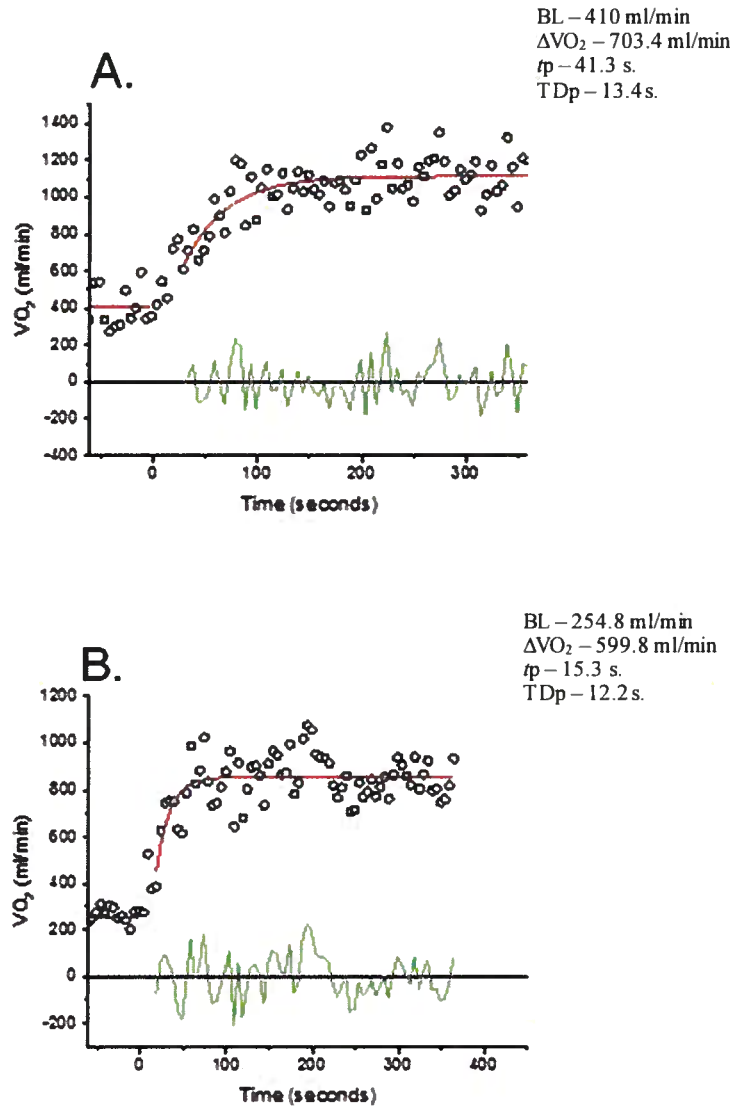 BL – 410 ml/min
ΔVO₂ – 703.4 ml/min
tp – 41.3 s.
TDp – 13.4s.
A.
1400
1200
1000
800
600
400
200
0
-200
-400
VO₂ (ml/min)
0 100 200 300
Time (seconds)
BL – 254.8 ml/min
ΔVO₂ – 599.8 ml/min
tp – 15.3 s.
TDp – 12.2s.
B.
1200
1000
800
600
400
200
0
-200
VO₂ (ml/min)
0 100 200 300 400
Time (seconds)